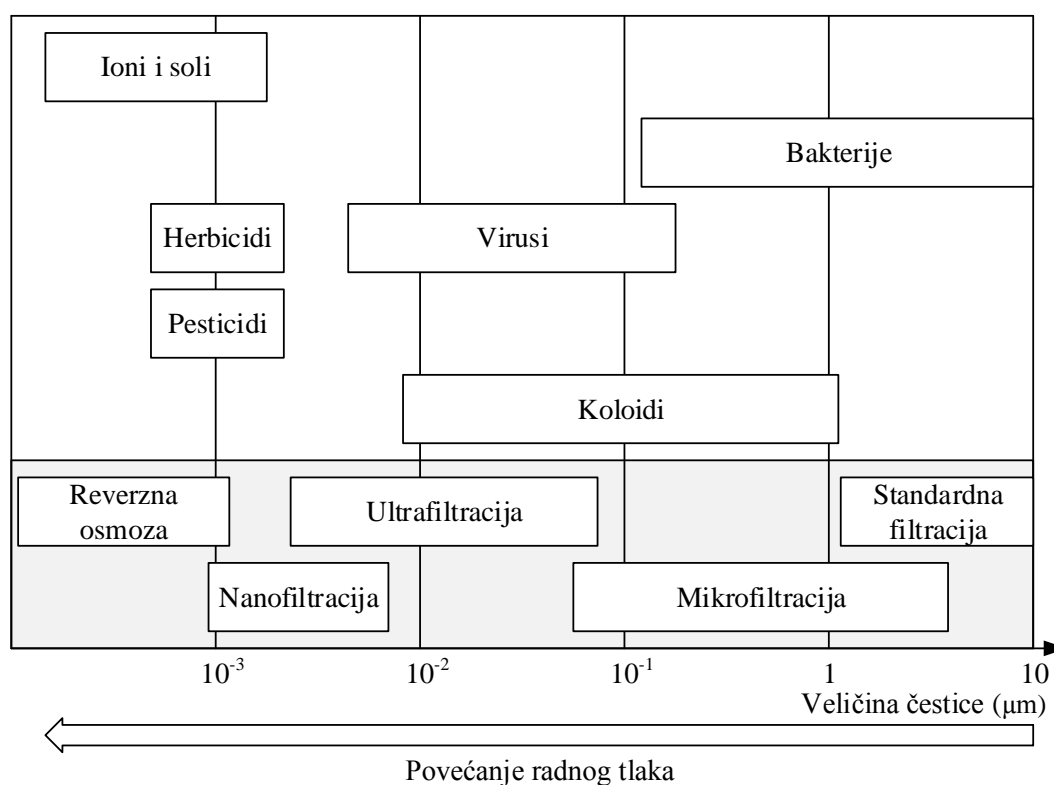 Ioni i soli
Bakterije
Herbicidi
Virusi
Pesticidi
Koloidi
Reverzna
osmoza
Ultrafiltracija
Standardna
filtracija
Nanofiltracija
Mikrofiltracija
10⁻³
10⁻²
10⁻¹
1
10
Veličina čestice (μm)
Povećanje radnog tlaka